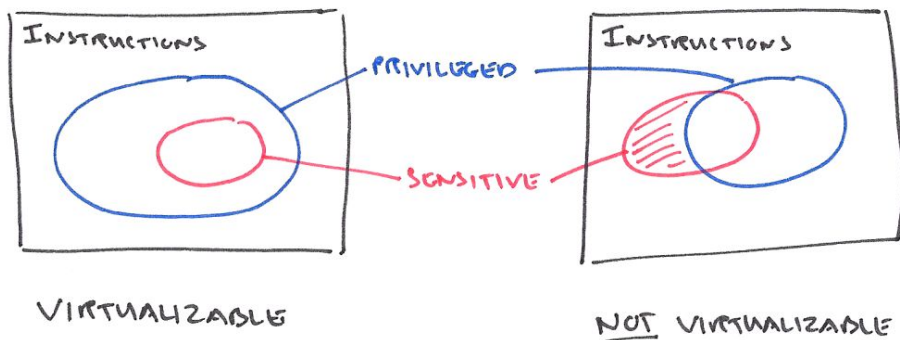 INSTRUCTIONS
INSTRUCTIONS
PRIVILEGED
SENSITIVE
VIRTUALIZABLE
NOT VIRTUALIZABLE